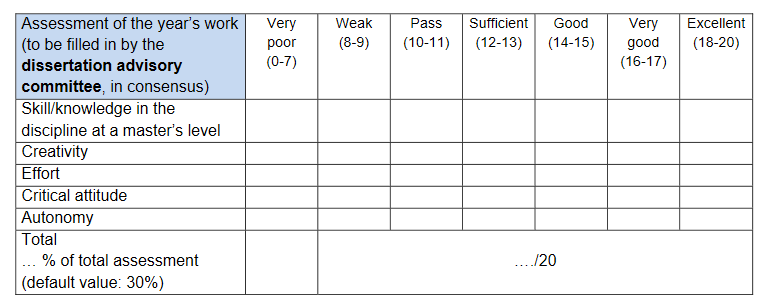 Assessment of the year's work
(to be filled in by the
dissertation advisory
committee, in consensus)
Very
poor
(0-7)
Weak
(8-9)
Pass
(10-11)
Sufficient
(12-13)
Good
(14-15)
Very
good
(16-17)
Excellent
(18-20)
Skill/knowledge in the
discipline at a master's level
Creativity
Effort
Critical attitude
Autonomy
Total
… % of total assessment
(default value: 30%)
…./20